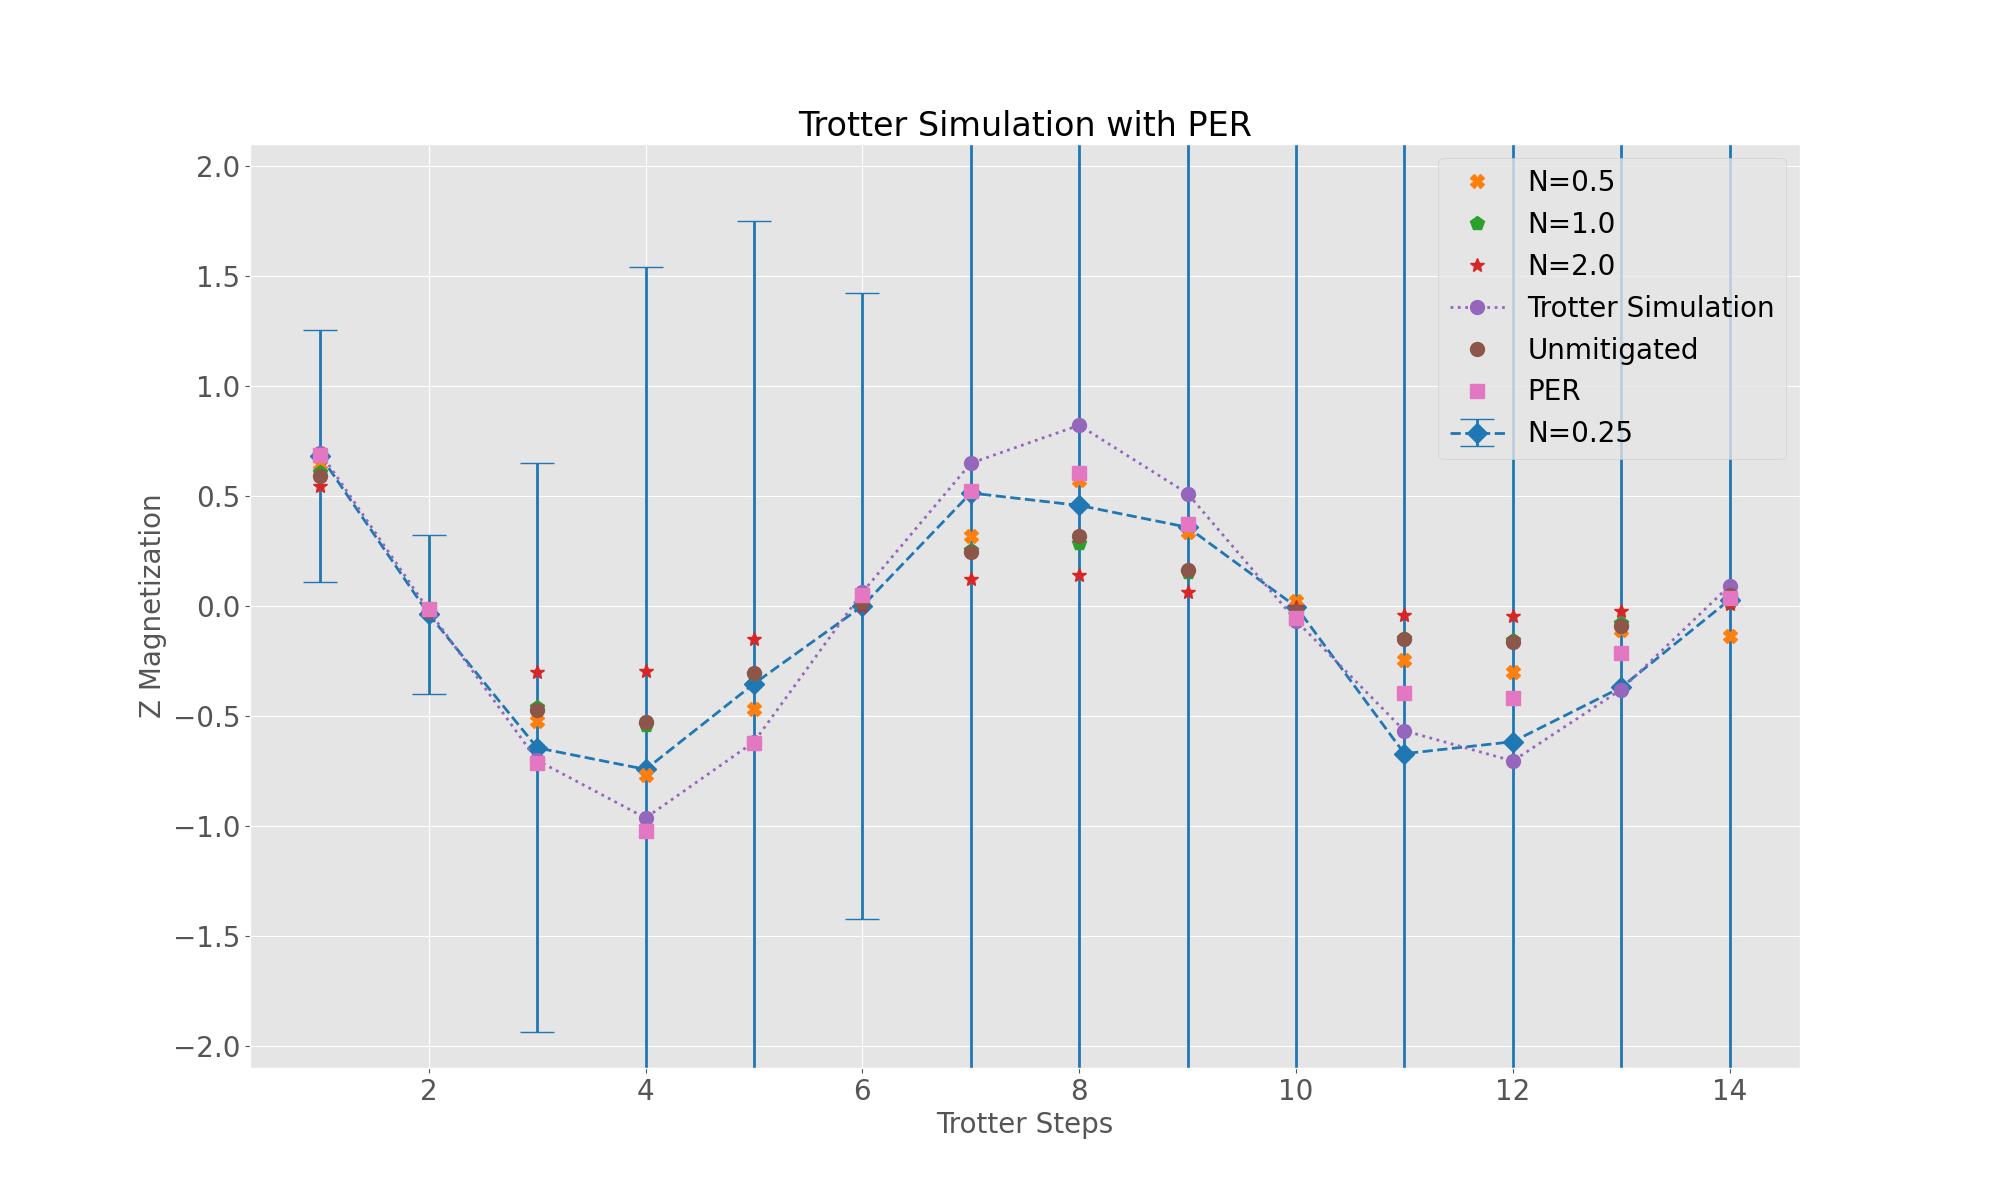 Trotter Simulation with PER
2.0
1.5
1.0
0.5
0.0
−0.5
−1.0
−1.5
−2.0
Z Magnetization
N=0.5
N=1.0
N=2.0
Trotter Simulation
Unmitigated
PER
N=0.25
2 4 6 8 10 12 14
Trotter Steps